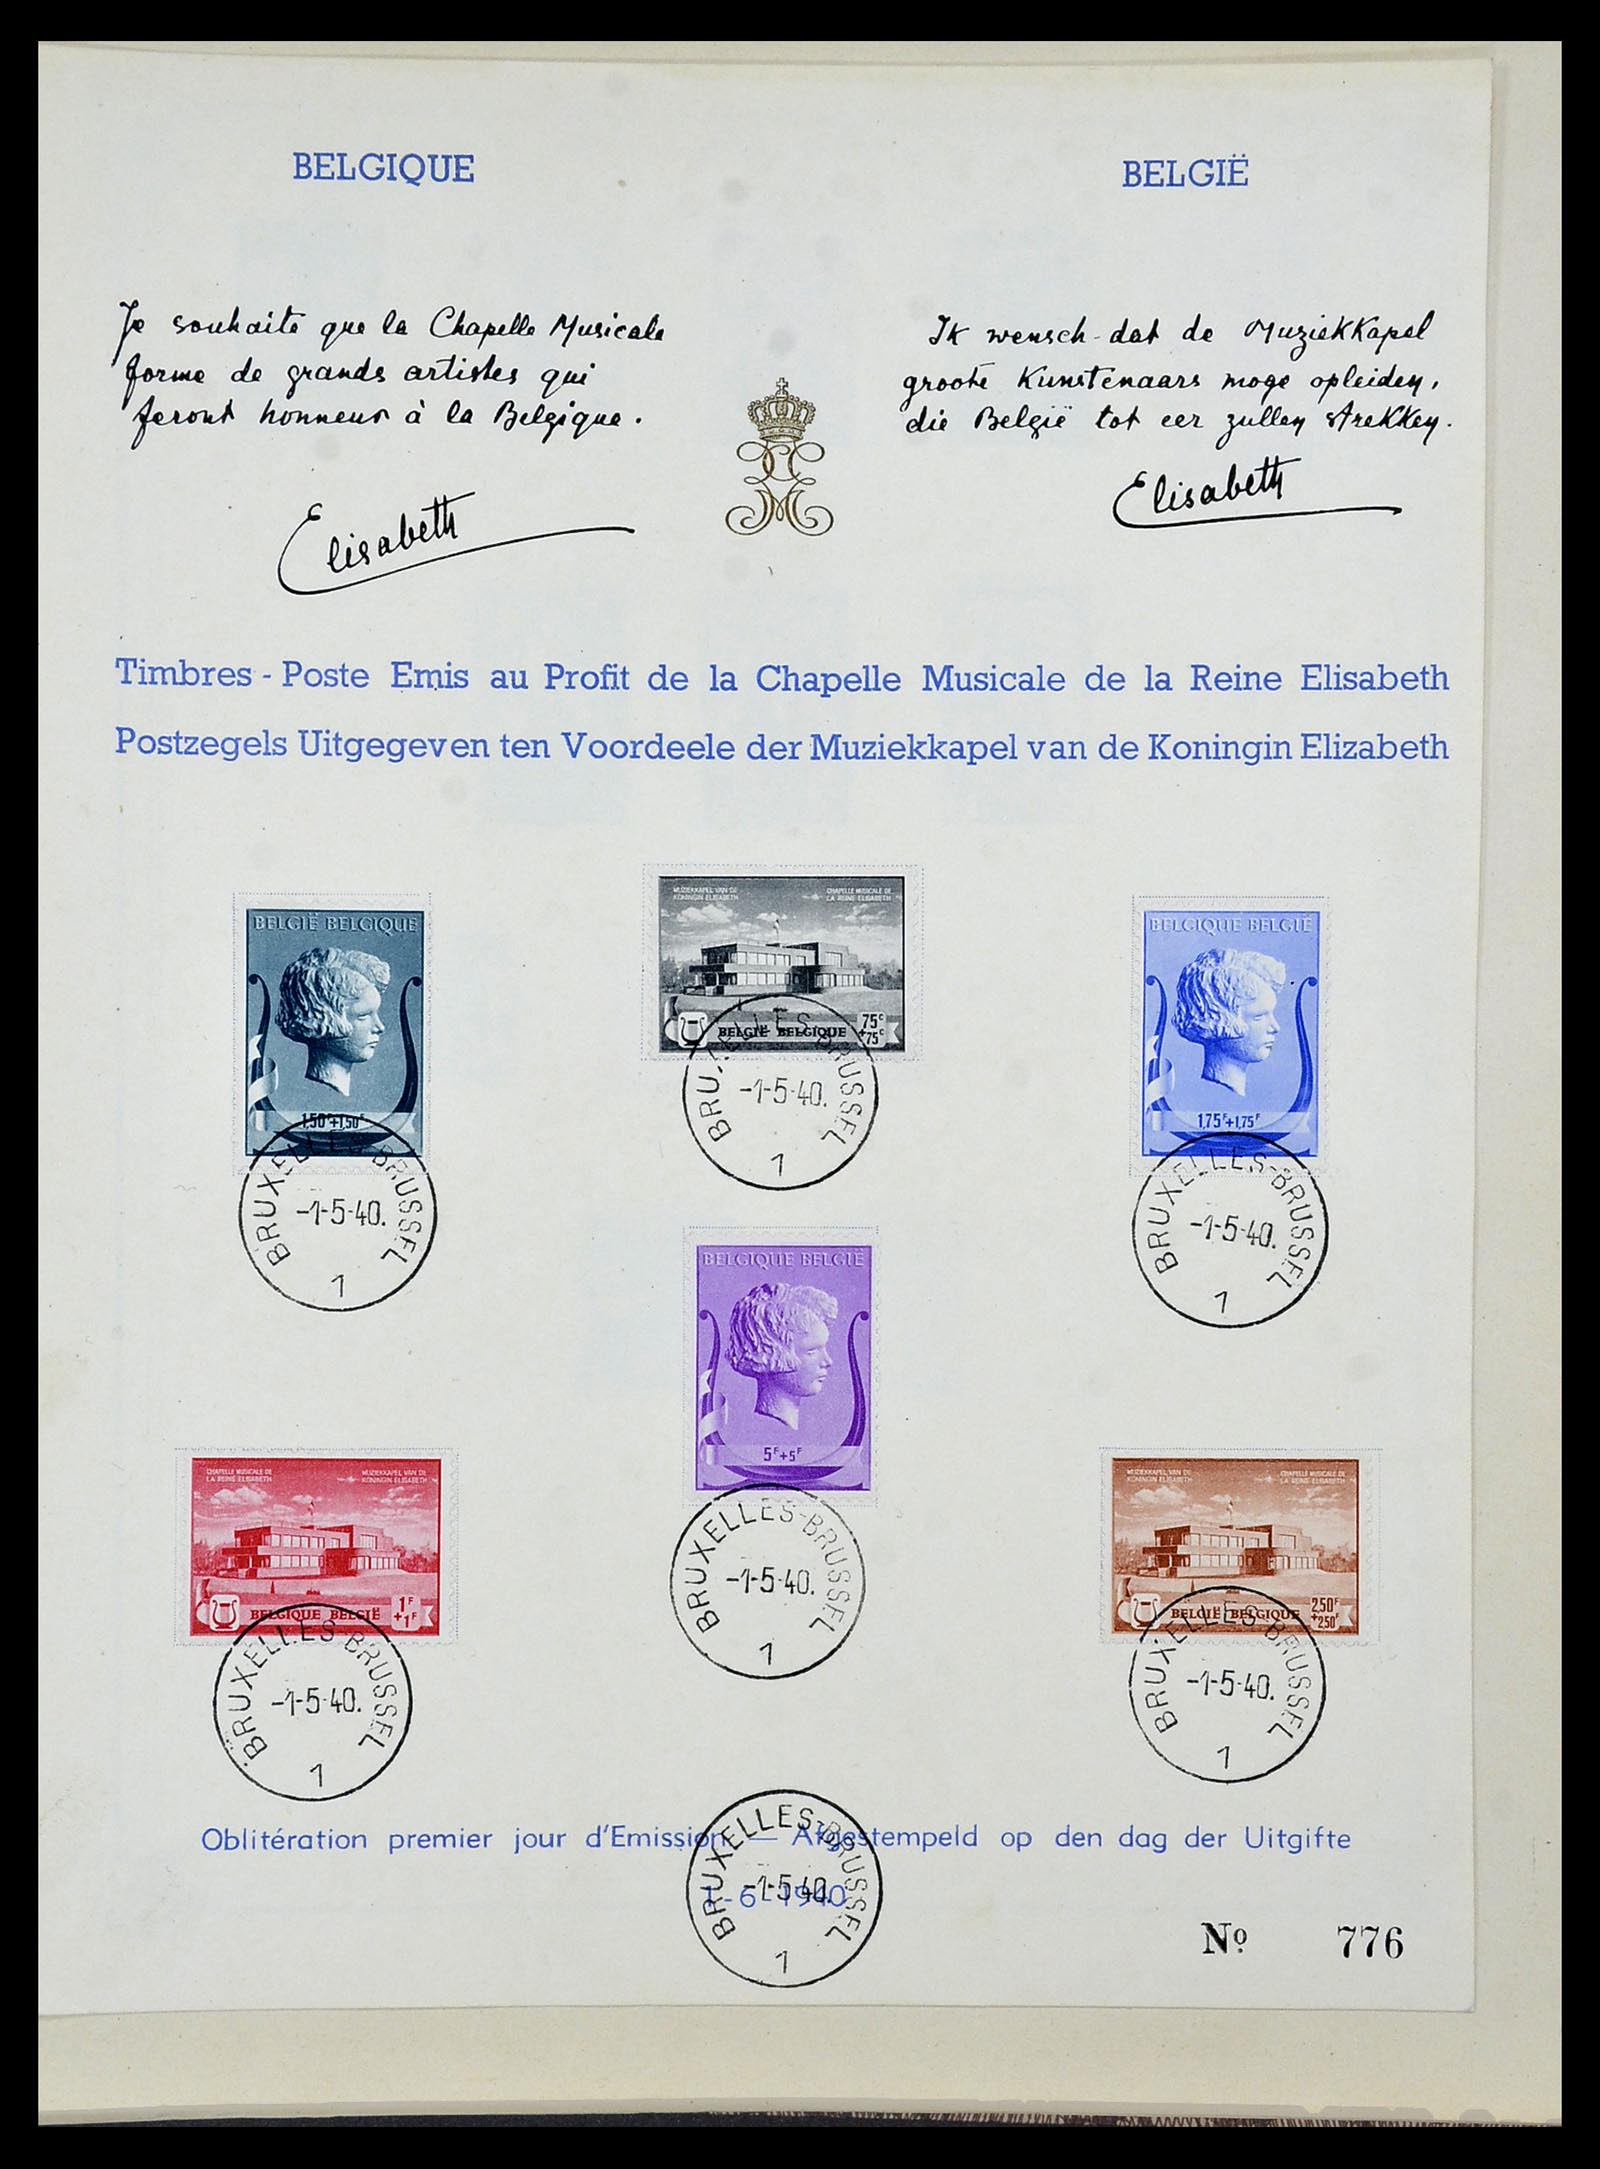 BELGIQUE
BELGIË
Je souhaite que la Chapelle Musicale
forme de grands artistes qui
feront honneur à la Belgique.
Elisabeth
Ik wensch dat de Muziekkapel
groote Kunstenaars moge opleiden,
die België tot eer zullen strekken.
Elisabeth
Timbres-Poste Emis au Profit de la Chapelle Musicale de la Reine Elisabeth
Postzegels Uitgegeven ten Voordeele der Muziekkapel van de Koningin Elizabeth
BELGIË BELGIQUE
1,50F+1,50F
BRUXELLES-BRUSSEL
-1-5-40.
1
MUZIEKKAPEL VAN DE
KONINGIN ELISABETH
CHAPELLE MUSICALE DE
LA REINE ELISABETH
BELGIË BELGIQUE
75c
+75c
BRUXELLES-BRUSSEL
-1-5-40.
1
BELGIQUE BELGIË
1,75F+1,75F
BRUXELLES-BRUSSEL
-1-5-40.
1
BELGIQUE BELGIË
5F+5F
BRUXELLES-BRUSSEL
-1-5-40.
1
CHAPELLE MUSICALE DE
LA REINE ELISABETH
MUZIEKKAPEL VAN DE
KONINGIN ELISABETH
BELGIQUE BELGIË
1F
+1F
BRUXELLES-BRUSSEL
-1-5-40.
1
MUZIEKKAPEL VAN DE
KONINGIN ELISABETH
CHAPELLE MUSICALE DE
LA REINE ELISABETH
BELGIË BELGIQUE
2,50F
+2,50F
BRUXELLES-BRUSSEL
-1-5-40.
1
Oblitération premier jour d'Emission — Afgestempeld op den dag der Uitgifte
1-6-1940
BRUXELLES-BRUSSEL
-1-5-40.
1
No 776